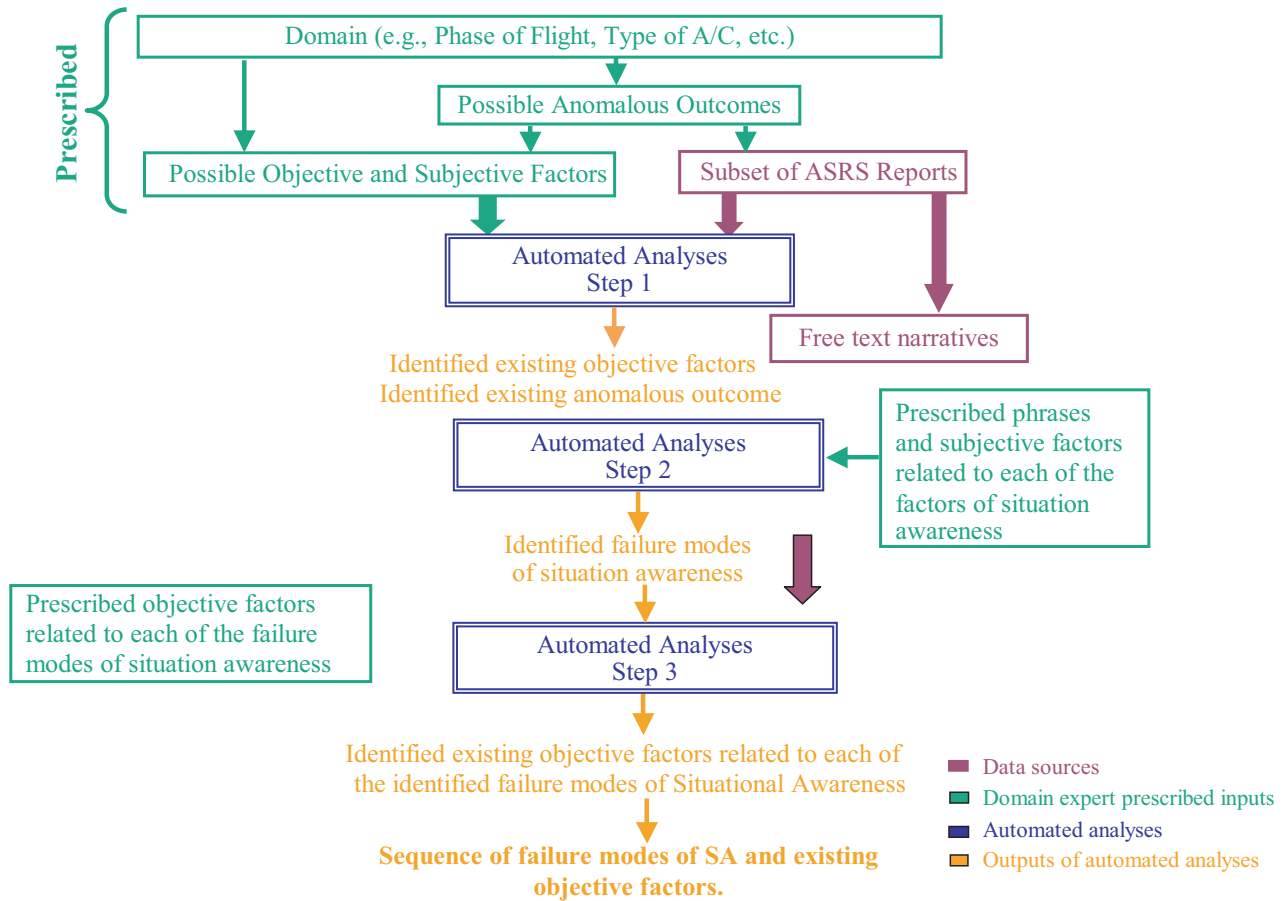 Prescribed
Domain (e.g., Phase of Flight, Type of A/C, etc.)
Possible Anomalous Outcomes
Possible Objective and Subjective Factors
Subset of ASRS Reports
Automated Analyses
Step 1
Free text narratives
Identified existing objective factors
Identified existing anomalous outcome
Automated Analyses
Step 2
Prescribed phrases
and subjective factors
related to each of the
factors of situation
awareness
Identified failure modes
of situation awareness
Prescribed objective factors
related to each of the failure
modes of situation awareness
Automated Analyses
Step 3
Identified existing objective factors related to each of
the identified failure modes of Situational Awareness
Sequence of failure modes of SA and existing
objective factors.
Data sources
Domain expert prescribed inputs
Automated analyses
Outputs of automated analyses